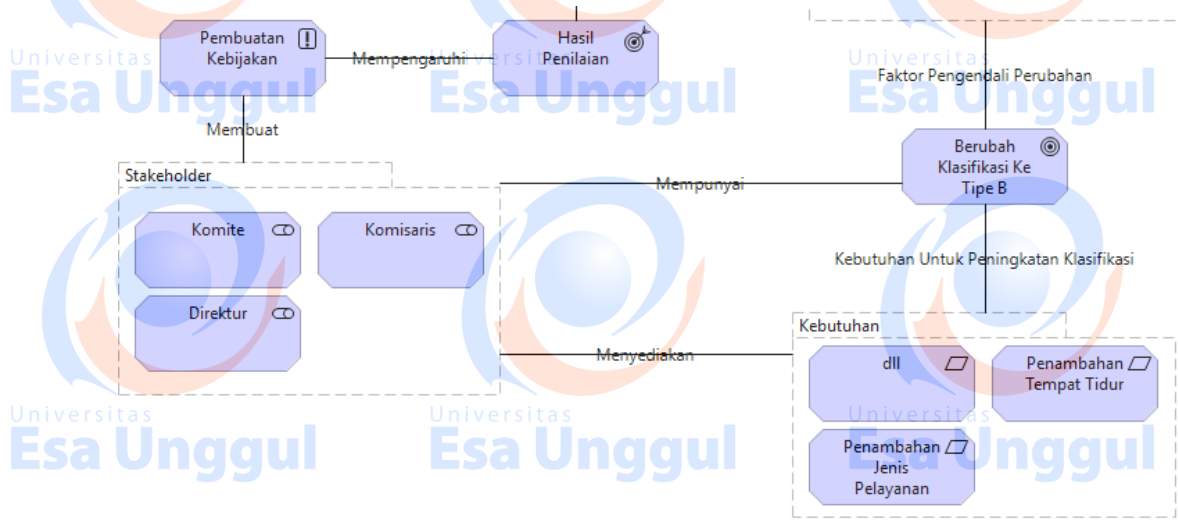 Pembuatan
Kebijakan
Mempengaruhi
Hasil
Penilaian
Faktor Pengendali Perubahan
Membuat
Berubah
Klasifikasi Ke
Tipe B
Stakeholder
Mempunyai
Komite
Komisaris
Direktur
Kebutuhan Untuk Peningkatan Klasifikasi
Menyediakan
Kebutuhan
dll
Penambahan
Tempat Tidur
Penambahan
Jenis
Pelayanan
Universitas
Esa Unggul
Universitas
Esa Unggul
Esa Unggul
Universitas
Esa Unggul
Universitas
Esa Unggul
Universitas
Esa Unggul